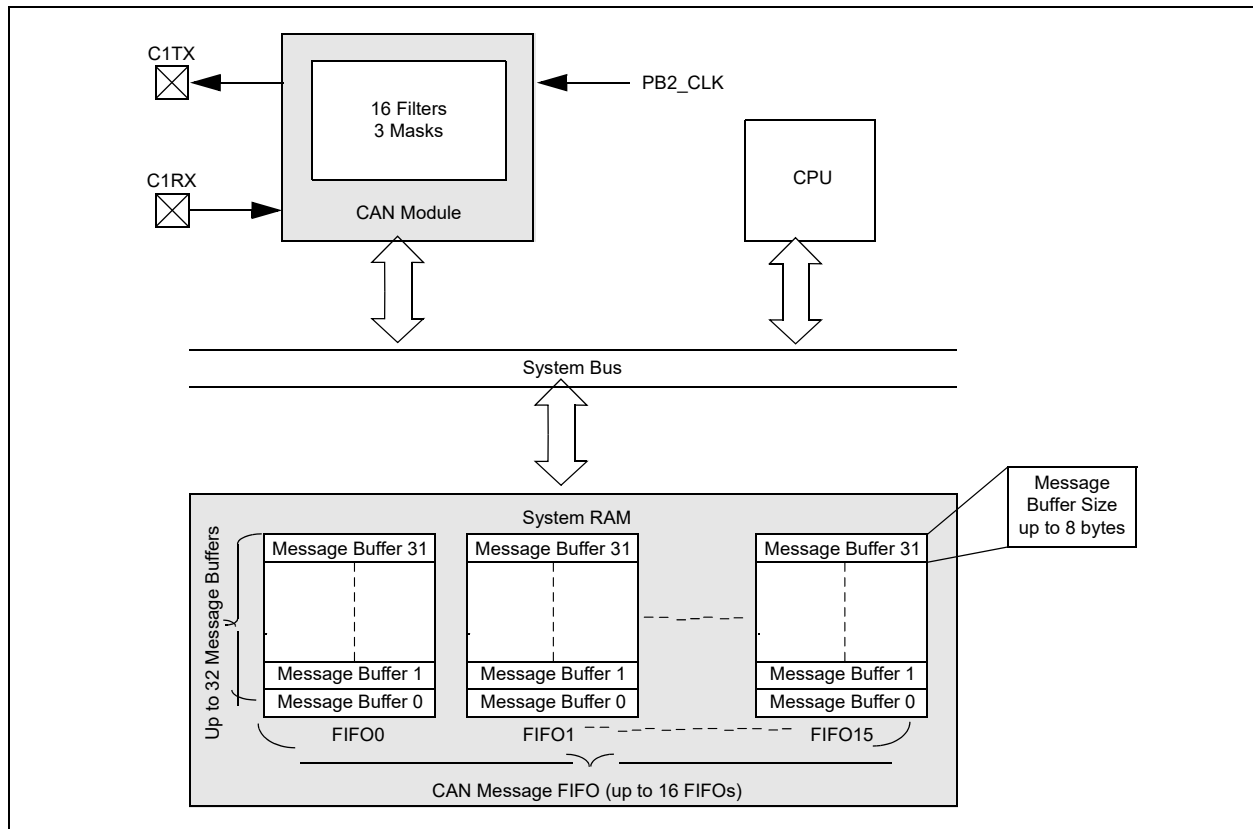 C1TX
PB2_CLK
16 Filters
3 Masks
C1RX
CAN Module
CPU
System Bus
System RAM
Message
Buffer Size
up to 8 bytes
Up to 32 Message Buffers
Message Buffer 31
Message Buffer 31
Message Buffer 31
Message Buffer 1
Message Buffer 1
Message Buffer 1
Message Buffer 0
Message Buffer 0
Message Buffer 0
FIFO0
FIFO1
FIFO15
CAN Message FIFO (up to 16 FIFOs)